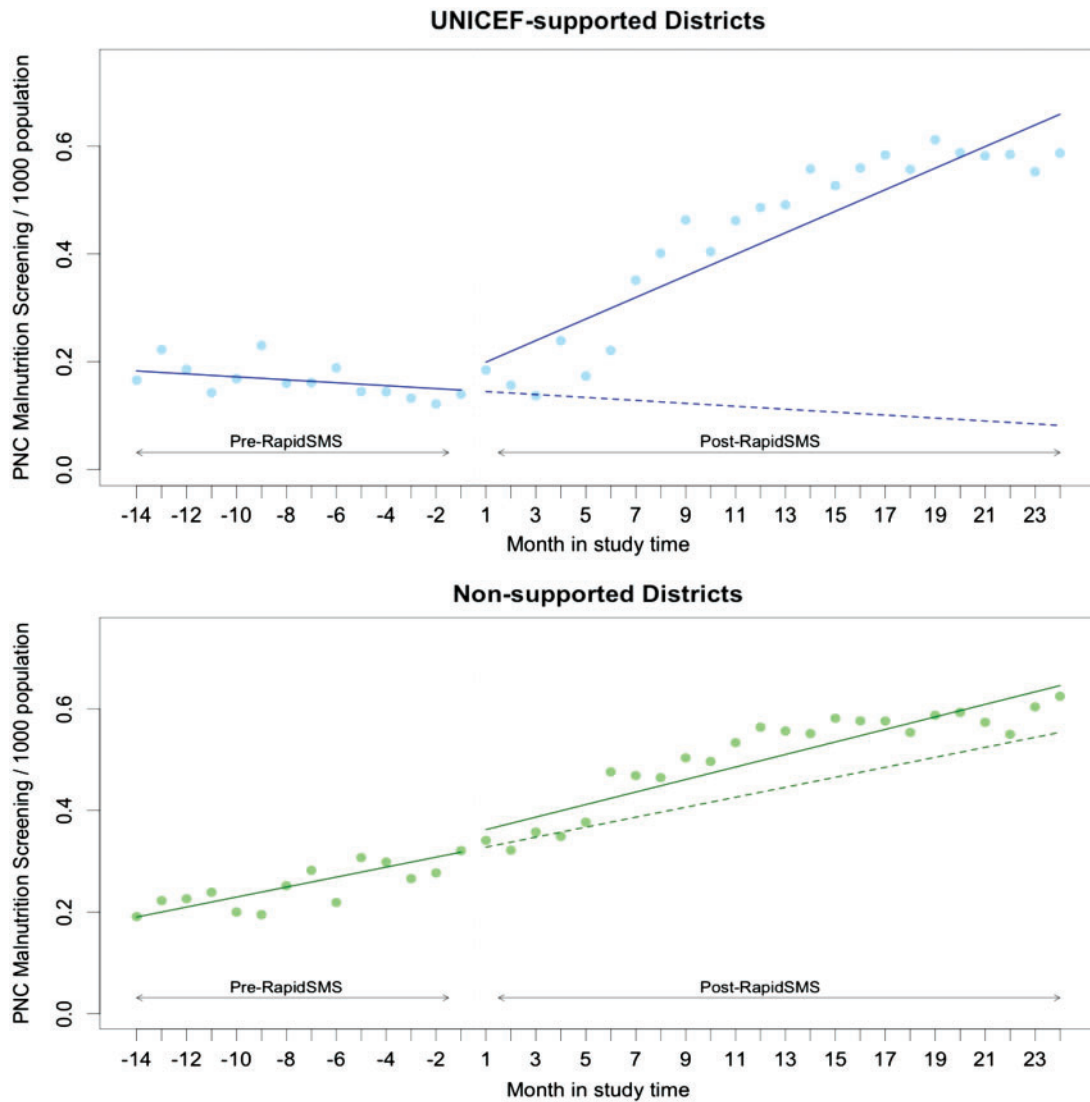 UNICEF-supported Districts
PNC Malnutrition Screening / 1000 population
0.6
0.4
0.2
0.0
Pre-RapidSMS Post-RapidSMS
-14 -12 -10 -8 -6 -4 -2 1 3 5 7 9 11 13 15 17 19 21 23
Month in study time
Non-supported Districts
PNC Malnutrition Screening / 1000 population
0.6
0.4
0.2
0.0
Pre-RapidSMS Post-RapidSMS
-14 -12 -10 -8 -6 -4 -2 1 3 5 7 9 11 13 15 17 19 21 23
Month in study time